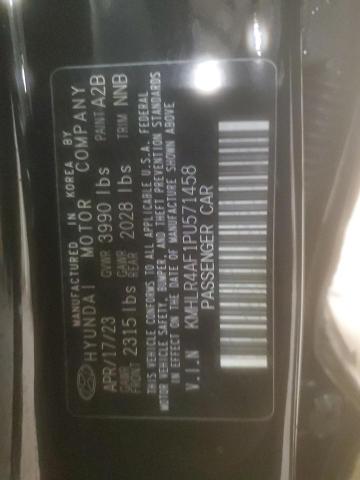 MANUFACTURED IN KOREA BY
HYUNDAI MOTOR COMPANY
APR/17/23 GVWR 3990 lbs PAINT A2B
GAWR FRONT 2315 lbs GAWR REAR 2028 lbs TRIM NNB
THIS VEHICLE CONFORMS TO ALL APPLICABLE U.S.A. FEDERAL
MOTOR VEHICLE SAFETY, BUMPER, AND THEFT PREVENTION STANDARDS
IN EFFECT ON THE DATE OF MANUFACTURE SHOWN ABOVE
V.I.N KMHLR4AF1PU571458
PASSENGER CAR